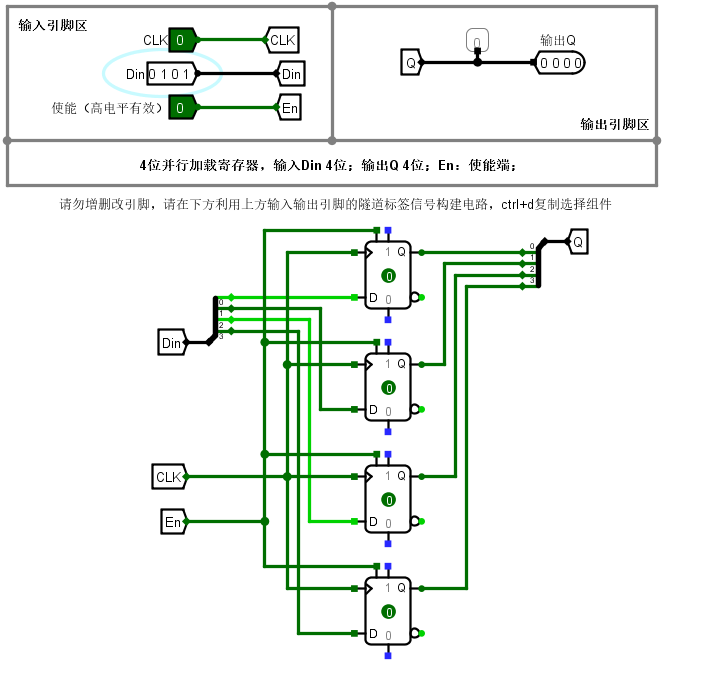 输入引脚区
CLK 0 CLK
Din 0 1 0 1 Din
使能（高电平有效） 0 En
0
输出Q
Q 0 0 0 0
输出引脚区
4位并行加载寄存器，输入Din 4位；输出Q 4位；En：使能端；
请勿增删改引脚，请在下方利用上方输入输出引脚的隧道标签信号构建电路，ctrl+d复制选择组件
1 Q
0
D 0
0
1
2
3
Q
0
1
2
3
Din
1 Q
0
D 0
CLK
1 Q
0
D 0
En
1 Q
0
D 0